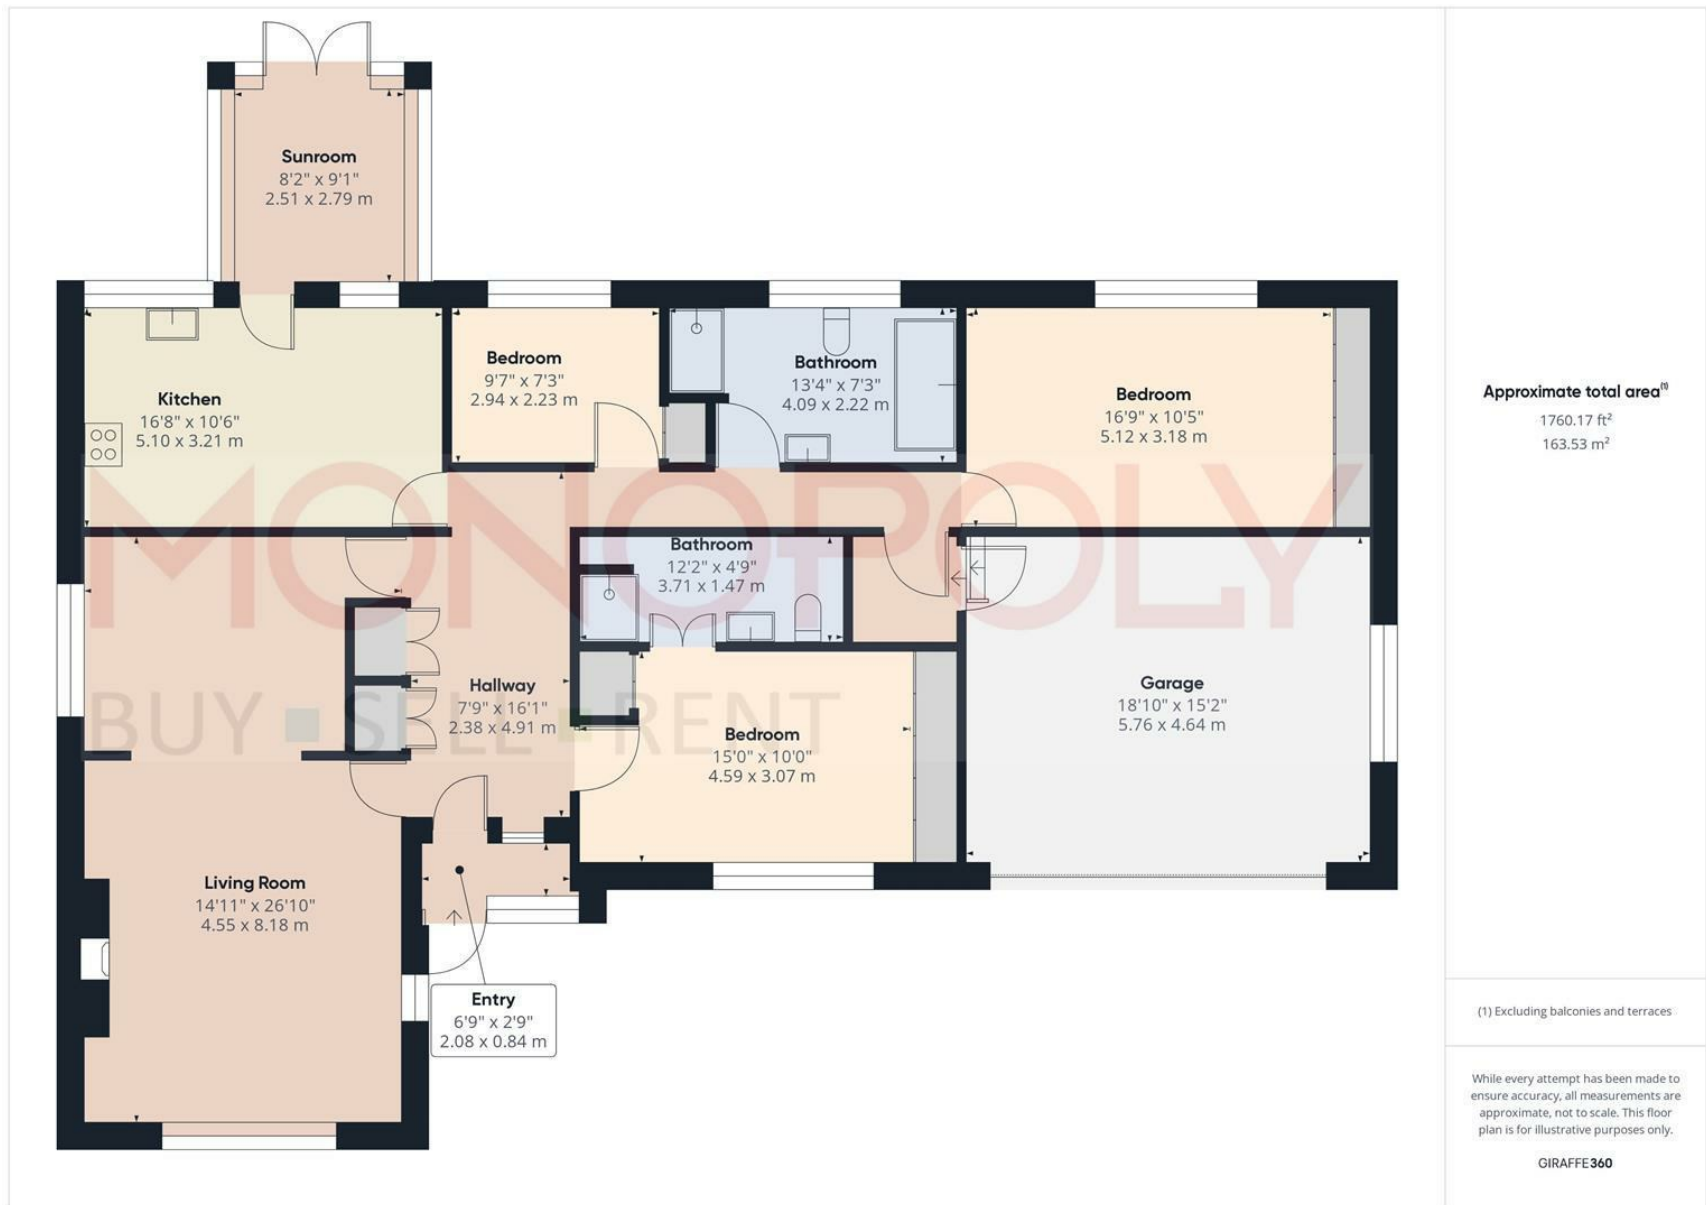 Sunroom
8'2" x 9'1"
2.51 x 2.79 m
Kitchen
16'8" x 10'6"
5.10 x 3.21 m
Bedroom
9'7" x 7'3"
2.94 x 2.23 m
Bathroom
13'4" x 7'3"
4.09 x 2.22 m
Bedroom
16'9" x 10'5"
5.12 x 3.18 m
MONOPOLY
BUY SELL RENT
Bathroom
12'2" x 4'9"
3.71 x 1.47 m
Hallway
7'9" x 16'1"
2.38 x 4.91 m
Bedroom
15'0" x 10'0"
4.59 x 3.07 m
Garage
18'10" x 15'2"
5.76 x 4.64 m
Living Room
14'11" x 26'10"
4.55 x 8.18 m
Entry
6'9" x 2'9"
2.08 x 0.84 m
Approximate total area(1)
1760.17 ft²
163.53 m²
(1) Excluding balconies and terraces
While every attempt has been made to
ensure accuracy, all measurements are
approximate, not to scale. This floor
plan is for illustrative purposes only.
GIRAFFE360